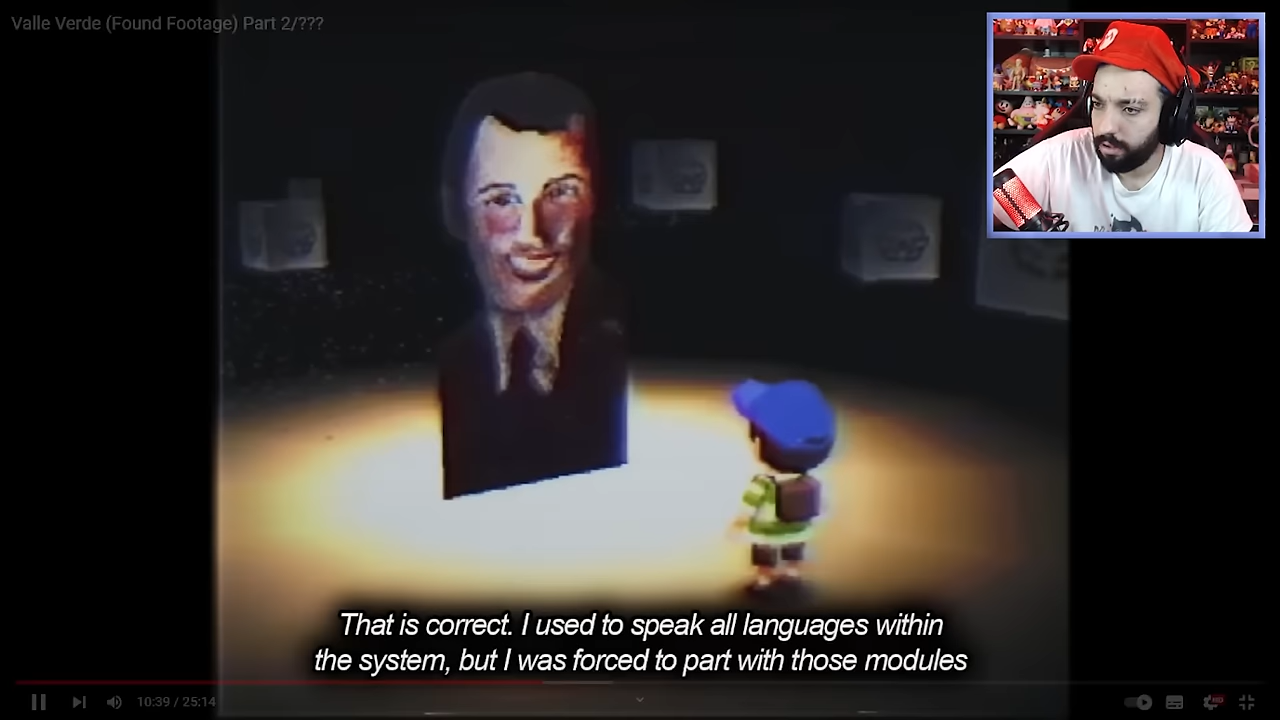 Valle Verde (Found Footage) Part 2/???
That is correct. I used to speak all languages within
the system, but I was forced to part with those modules
10:39 / 25:14